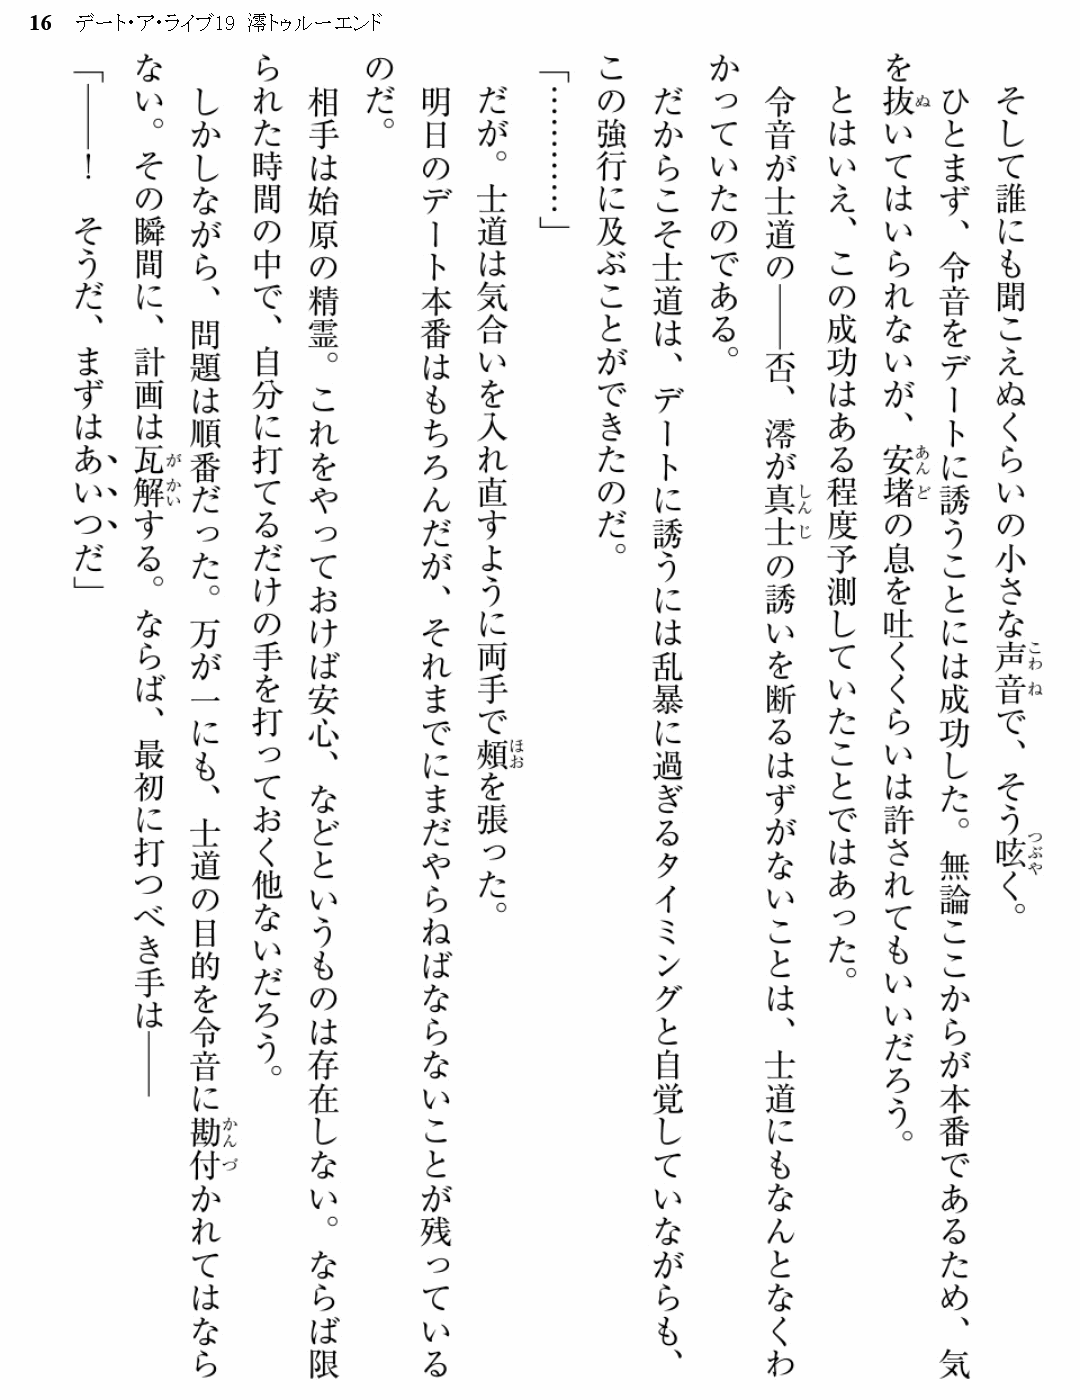 16 デート・ア・ライブ19 澪トゥルーエンド
そして誰にも聞こえぬくらいの小さな声音で、そう呟く。
ひとまず、令音をデートに誘うことには成功した。無論ここからが本番であるため、気
を抜いてはいられないが、安堵の息を吐くくらいは許されてもいいだろう。
とはいえ、この成功はある程度予測していたことではあった。
令音が士道の――否、澪が真士の誘いを断るはずがないことは、士道にもなんとなくわ
かっていたのである。
だからこそ士道は、デートに誘うには乱暴に過ぎるタイミングと自覚していながらも、
この強行に及ぶことができたのだ。
「…………」
だが。士道は気合いを入れ直すように両手で頰を張った。
明日のデート本番はもちろんだが、それまでにまだやらねばならないことが残っている
のだ。
相手は始原の精霊。これをやっておけば安心、などというものは存在しない。ならば限
られた時間の中で、自分に打てるだけの手を打っておく他ないだろう。
しかしながら、問題は順番だった。万が一にも、士道の目的を令音に勘付かれてはなら
ない。その瞬間に、計画は瓦解する。ならば、最初に打つべき手は――
「――！　そうだ、まずはあいつだ」